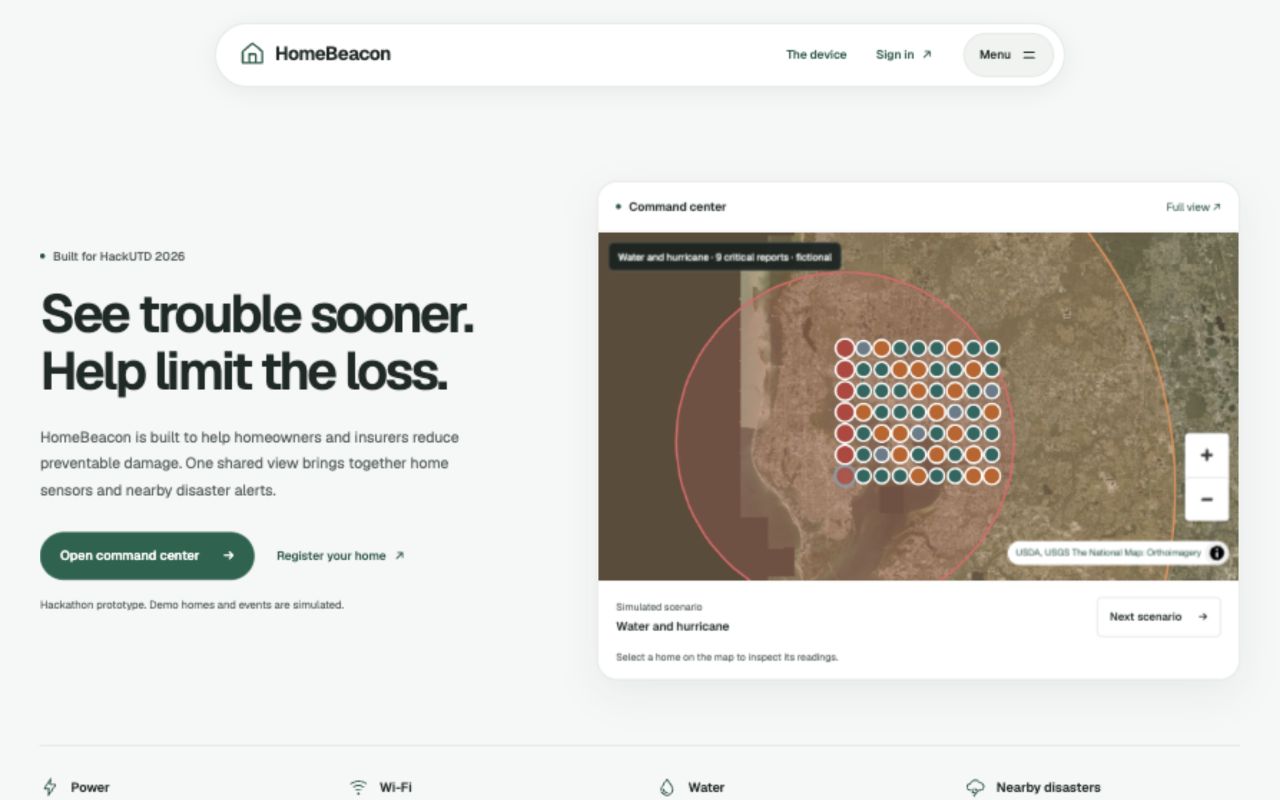 HomeBeacon
The device
Sign in ↗
Menu
Built for HackUTD 2026
See trouble sooner.
Help limit the loss.
HomeBeacon is built to help homeowners and insurers reduce
preventable damage. One shared view brings together home
sensors and nearby disaster alerts.
Open command center →
Register your home ↗
Hackathon prototype. Demo homes and events are simulated.
Command center
Full view ↗
Water and hurricane · 9 critical reports · fictional
+
−
USDA, USGS The National Map: Orthoimagery
Simulated scenario
Water and hurricane
Next scenario →
Select a home on the map to inspect its readings.
Power
Wi-Fi
Water
Nearby disasters